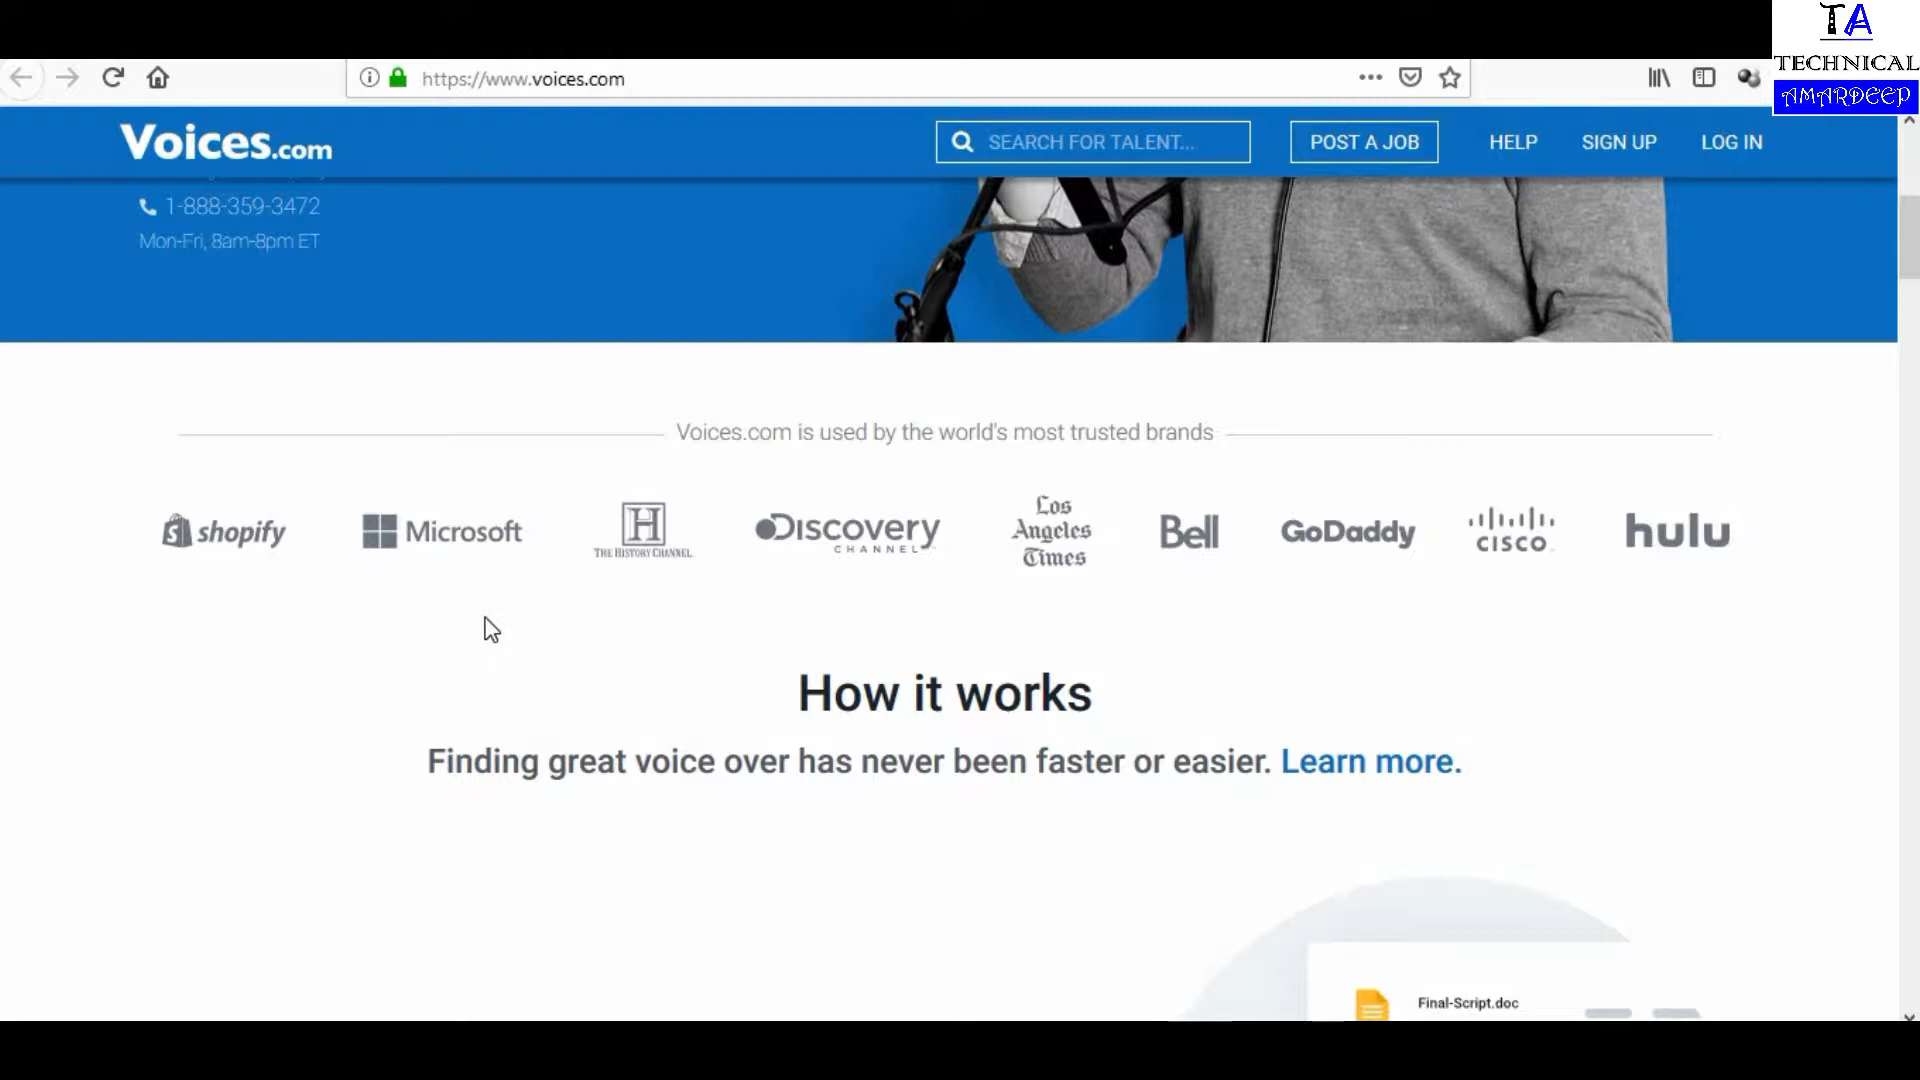 TA
TECHNICAL
AMARDEEP
https://www.voices.com
Voices.com
SEARCH FOR TALENT...
POST A JOB
HELP
SIGN UP
LOG IN
1-888-359-3472
Mon-Fri, 8am-8pm ET
Voices.com is used by the world's most trusted brands
shopify
Microsoft
H
THE HISTORY CHANNEL
Discovery
CHANNEL
Los
Angeles
Times
Bell
GoDaddy
CISCO
hulu
How it works
Finding great voice over has never been faster or easier. Learn more.
Final-Script.doc